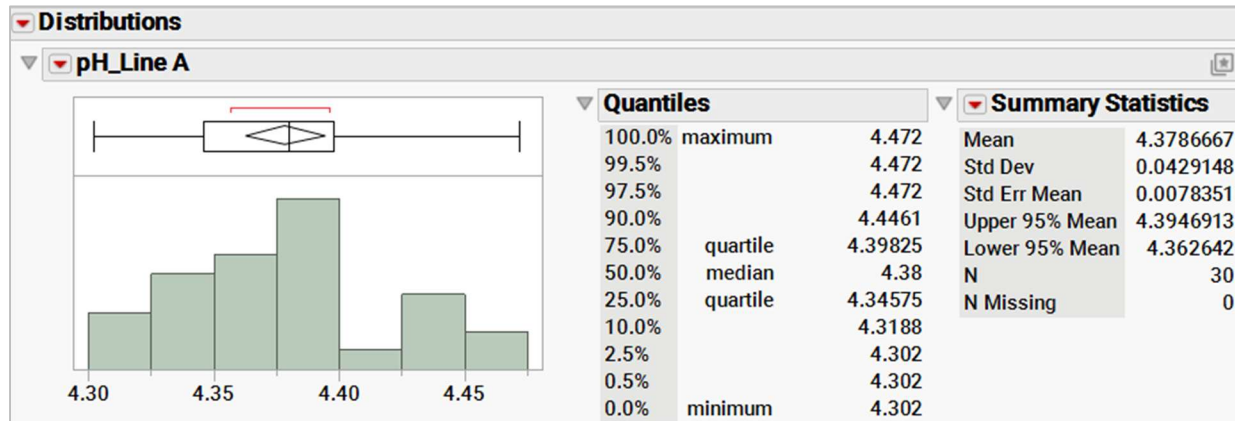 Distributions
pH_Line A
4.30 4.35 4.40 4.45
Quantiles
100.0% maximum 4.472
99.5% 4.472
97.5% 4.472
90.0% 4.4461
75.0% quartile 4.39825
50.0% median 4.38
25.0% quartile 4.34575
10.0% 4.3188
2.5% 4.302
0.5% 4.302
0.0% minimum 4.302
Summary Statistics
Mean 4.3786667
Std Dev 0.0429148
Std Err Mean 0.0078351
Upper 95% Mean 4.3946913
Lower 95% Mean 4.362642
N 30
N Missing 0